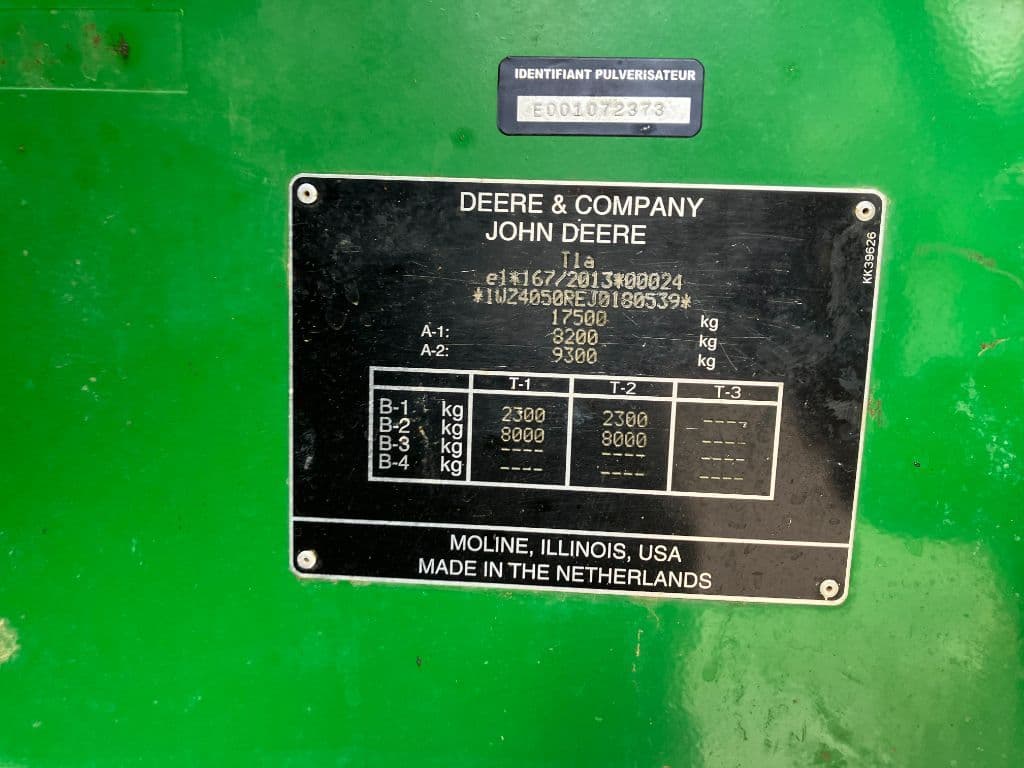 IDENTIFIANT PULVERISATEUR
E001072373
DEERE & COMPANY
JOHN DEERE
KK39626
T1a
e1*167/2013*00024
*1WZ4050REJ0180539*
17500 kg
A-1: 8200 kg
A-2: 9300 kg
T-1 T-2 T-3
B-1 kg 2300 2300 ----
B-2 kg 8000 8000 ----
B-3 kg ---- ---- ----
B-4 kg ---- ---- ----
MOLINE, ILLINOIS, USA
MADE IN THE NETHERLANDS